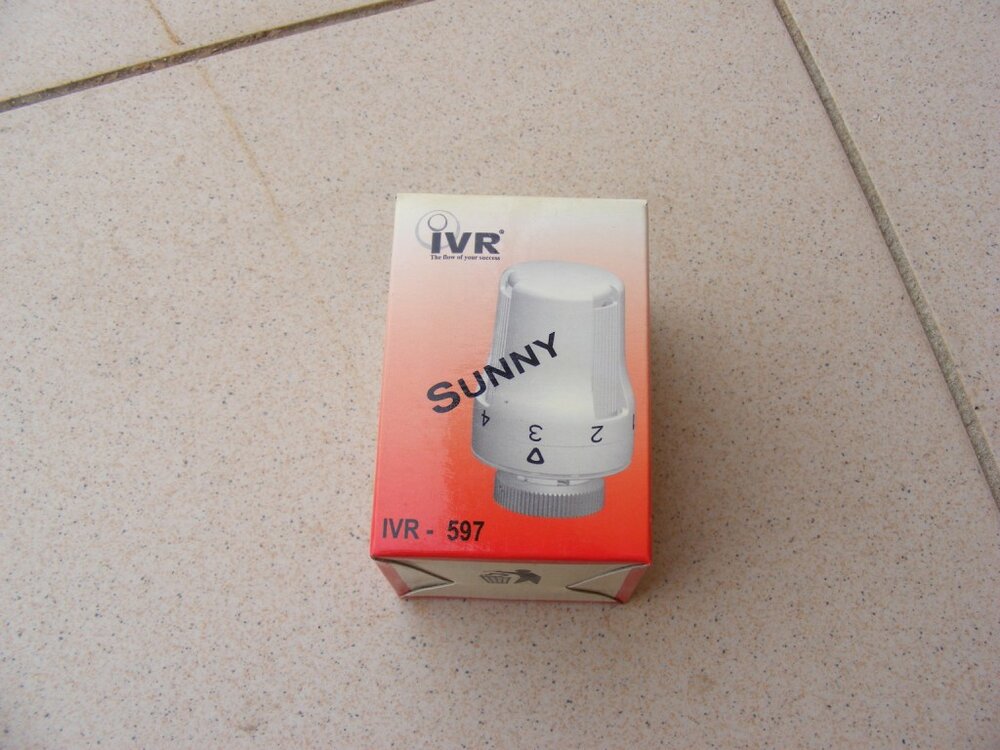 IVR®
The flow of your success
SUNNY
4 3 2 1
IVR - 597